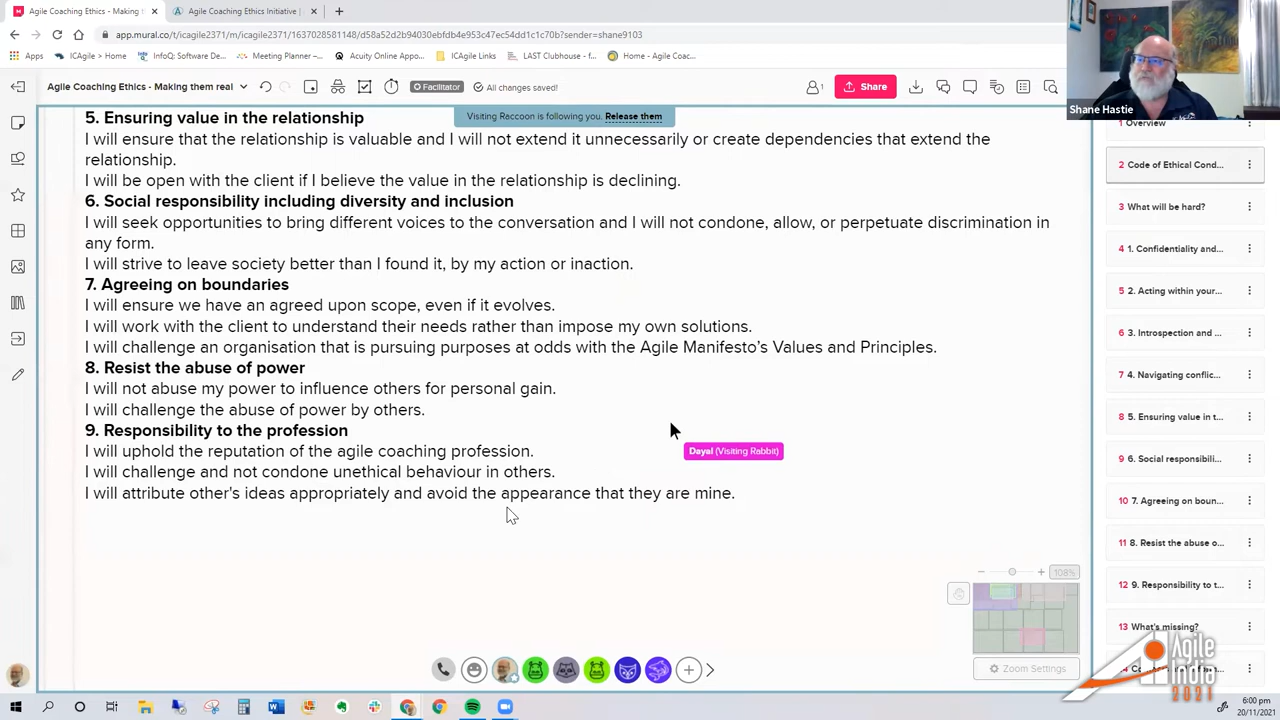 Agile Coaching Ethics - Making th
Agile Coaching Ethics Initiative |
app.mural.co/t/icagile2371/m/icagile2371/1637028581148/d58a52d2b94030ebfdb4e953c47ec54dd1c1c70b?sender=shane9103
Apps
ICAgile > Home
InfoQ: Software De...
Meeting Planner -...
Acuity Online Appo...
ICAgile Links
LAST Clubhouse - f...
Home - Agile Coac...
Agile Coaching Ethics - Making them real
Facilitator
All changes saved!
1
Share
Shane Hastie
Visiting Raccoon is following you. Release them
5. Ensuring value in the relationship
I will ensure that the relationship is valuable and I will not extend it unnecessarily or create dependencies that extend the
relationship.
I will be open with the client if I believe the value in the relationship is declining.
6. Social responsibility including diversity and inclusion
I will seek opportunities to bring different voices to the conversation and I will not condone, allow, or perpetuate discrimination in
any form.
I will strive to leave society better than I found it, by my action or inaction.
7. Agreeing on boundaries
I will ensure we have an agreed upon scope, even if it evolves.
I will work with the client to understand their needs rather than impose my own solutions.
I will challenge an organisation that is pursuing purposes at odds with the Agile Manifesto's Values and Principles.
8. Resist the abuse of power
I will not abuse my power to influence others for personal gain.
I will challenge the abuse of power by others.
9. Responsibility to the profession
I will uphold the reputation of the agile coaching profession.
I will challenge and not condone unethical behaviour in others.
I will attribute other's ideas appropriately and avoid the appearance that they are mine.
Dayal (Visiting Rabbit)
1 Overview
2 Code of Ethical Cond...
3 What will be hard?
4 1. Confidentiality and...
5 2. Acting within your...
6 3. Introspection and ...
7 4. Navigating conflic...
8 5. Ensuring value in t...
9 6. Social responsibili...
10 7. Agreeing on boun...
11 8. Resist the abuse o...
12 9. Responsibility to t...
13 What's missing?
108%
Zoom Settings
Agile
India
2021
6:00 pm
20/11/2021